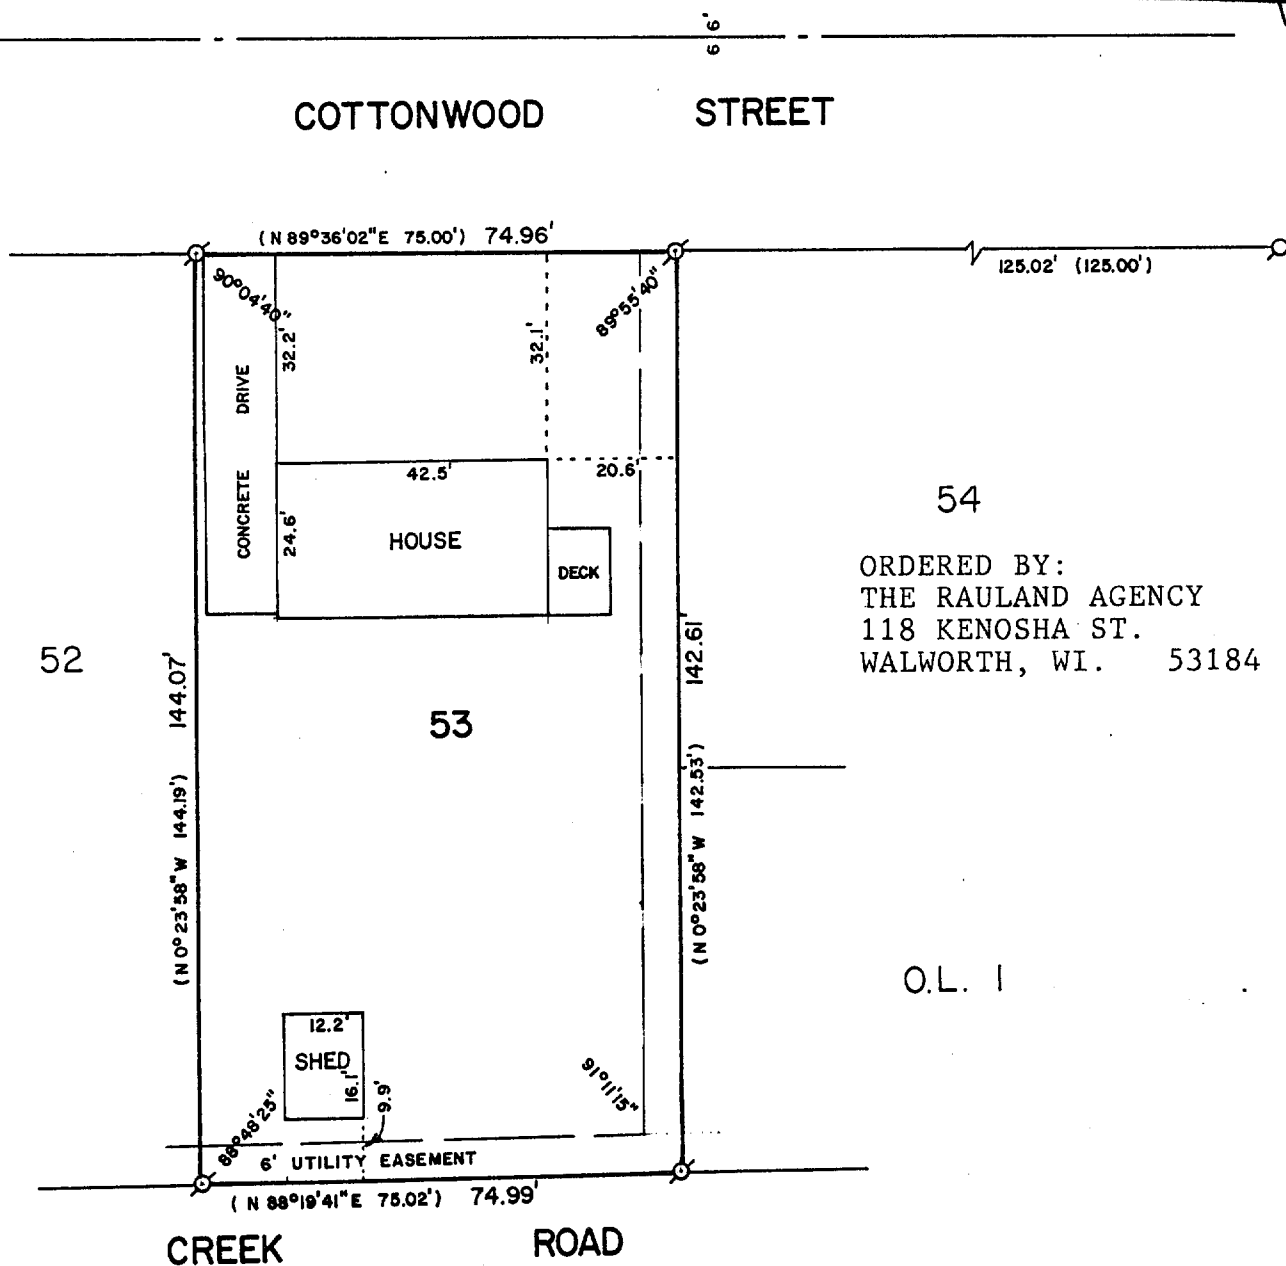 66'
COTTONWOOD STREET
(N 89°36'02"E 75.00') 74.96'
125.02' (125.00')
90°04'40"
89°55'40"
32.2'
32.1'
CONCRETE DRIVE
42.5'
20.6'
24.6'
HOUSE
DECK
54
ORDERED BY:
THE RAULAND AGENCY
118 KENOSHA ST.
WALWORTH, WI. 53184
52
144.07'
(N 0°23'58"W 144.19')
53
142.61
(N 0°23'58"W 142.53')
O.L. 1
12.2'
SHED
16.1'
9.9'
88°48'25"
91°11'15"
6' UTILITY EASEMENT
(N 88°19'41"E 75.02') 74.99'
CREEK ROAD